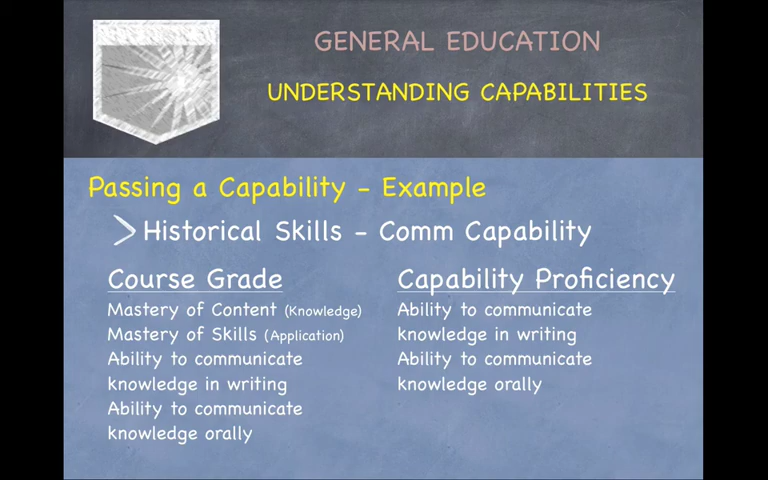 GENERAL EDUCATION
UNDERSTANDING CAPABILITIES
Passing a Capability - Example
Historical Skills - Comm Capability
Course Grade
Mastery of Content (Knowledge)
Mastery of Skills (Application)
Ability to communicate
knowledge in writing
Ability to communicate
knowledge orally
Capability Proficiency
Ability to communicate
knowledge in writing
Ability to communicate
knowledge orally